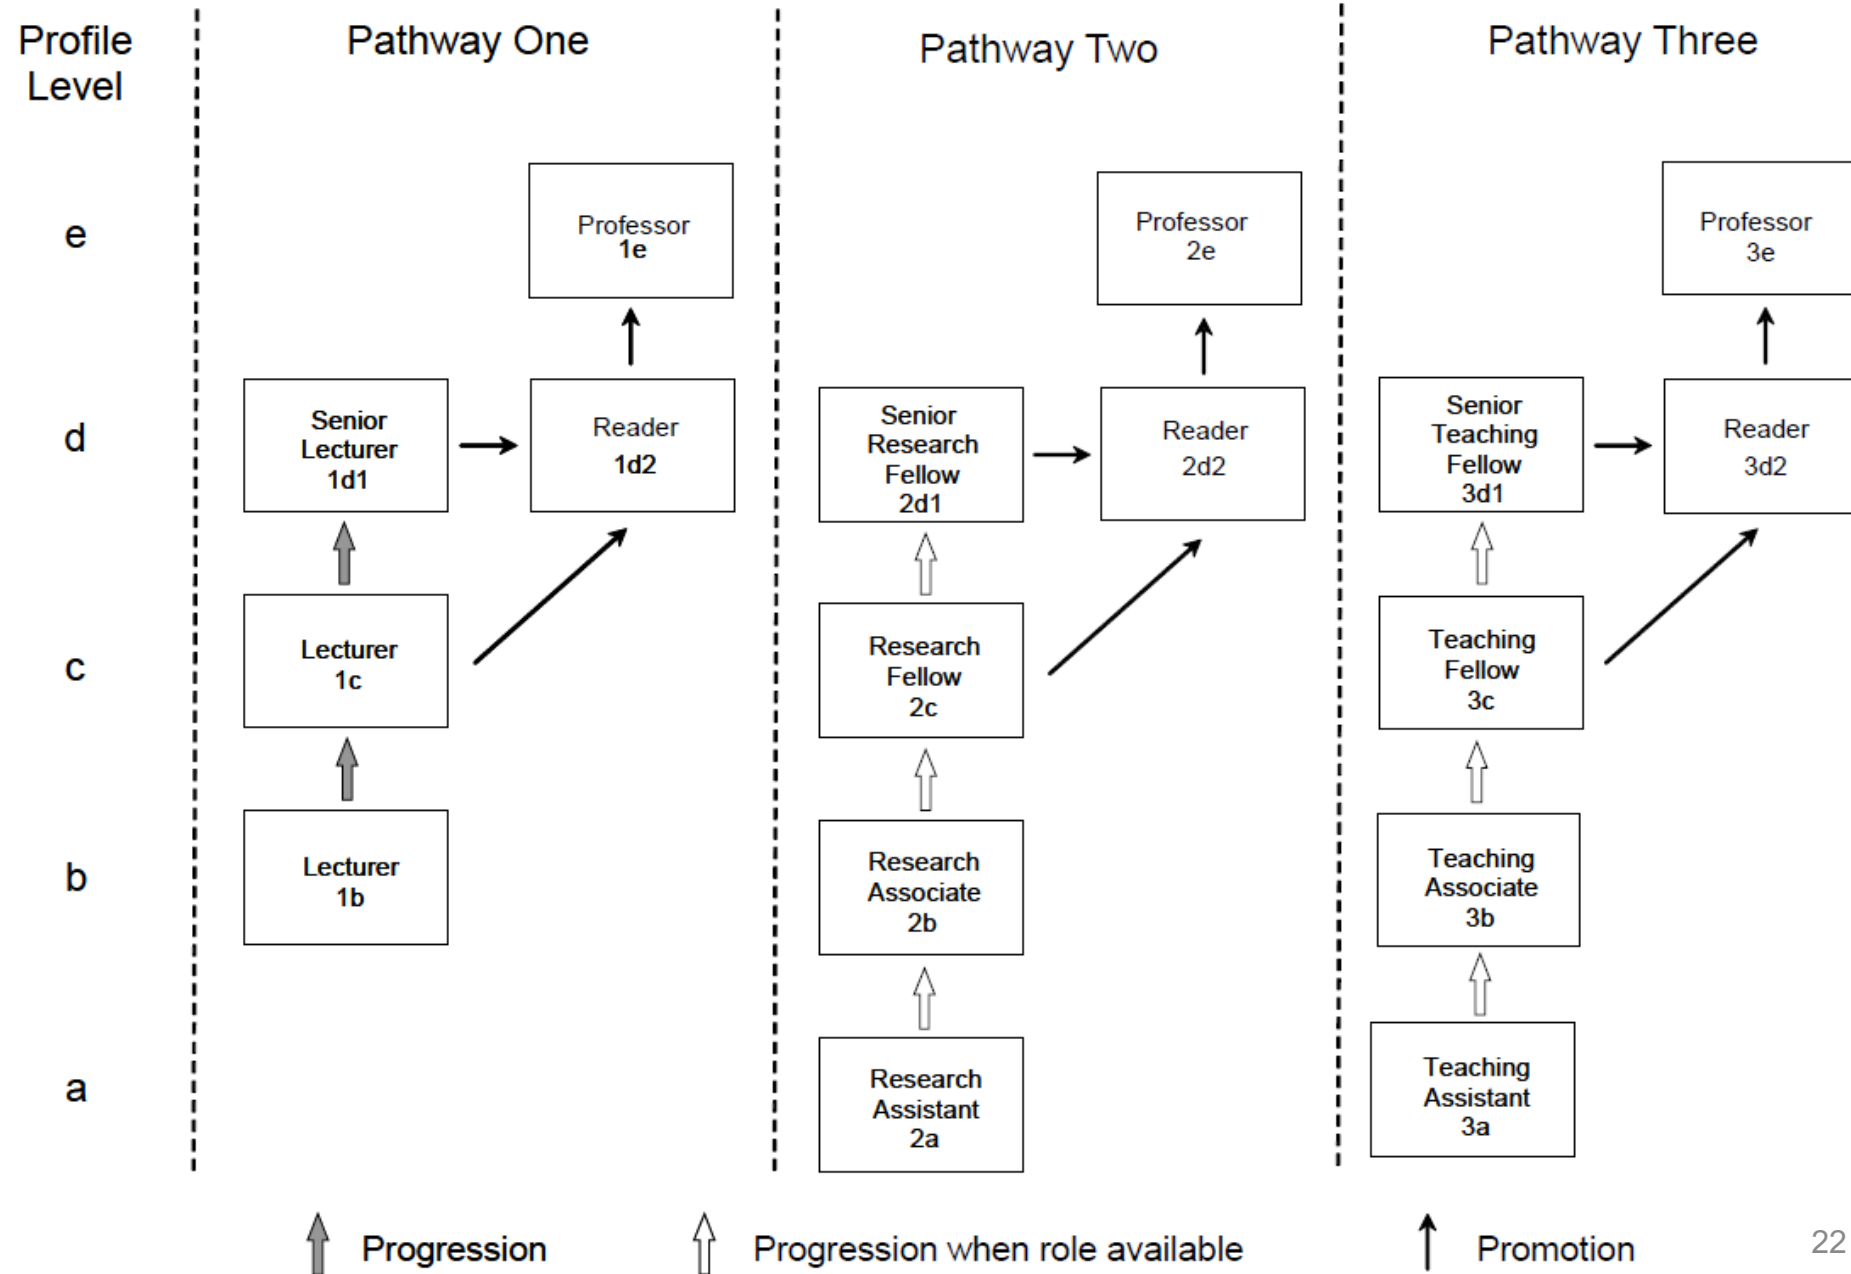 Profile
Level
Pathway One
Pathway Two
Pathway Three
e
Professor
1e
Professor
2e
Professor
3e
d
Senior
Lecturer
1d1
Reader
1d2
Senior
Research
Fellow
2d1
Reader
2d2
Senior
Teaching
Fellow
3d1
Reader
3d2
c
Lecturer
1c
Research
Fellow
2c
Teaching
Fellow
3c
b
Lecturer
1b
Research
Associate
2b
Teaching
Associate
3b
a
Research
Assistant
2a
Teaching
Assistant
3a
Progression
Progression when role available
Promotion
22